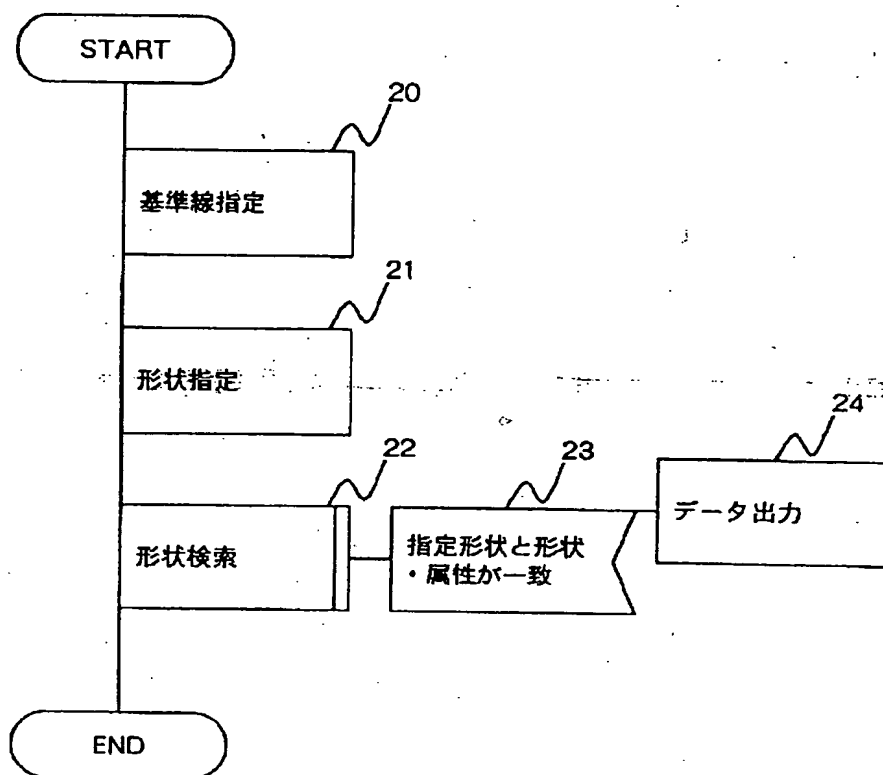 START
20
基準線指定
21
形状指定
22
形状検索
23
指定形状と形状
・属性が一致
24
データ出力
END